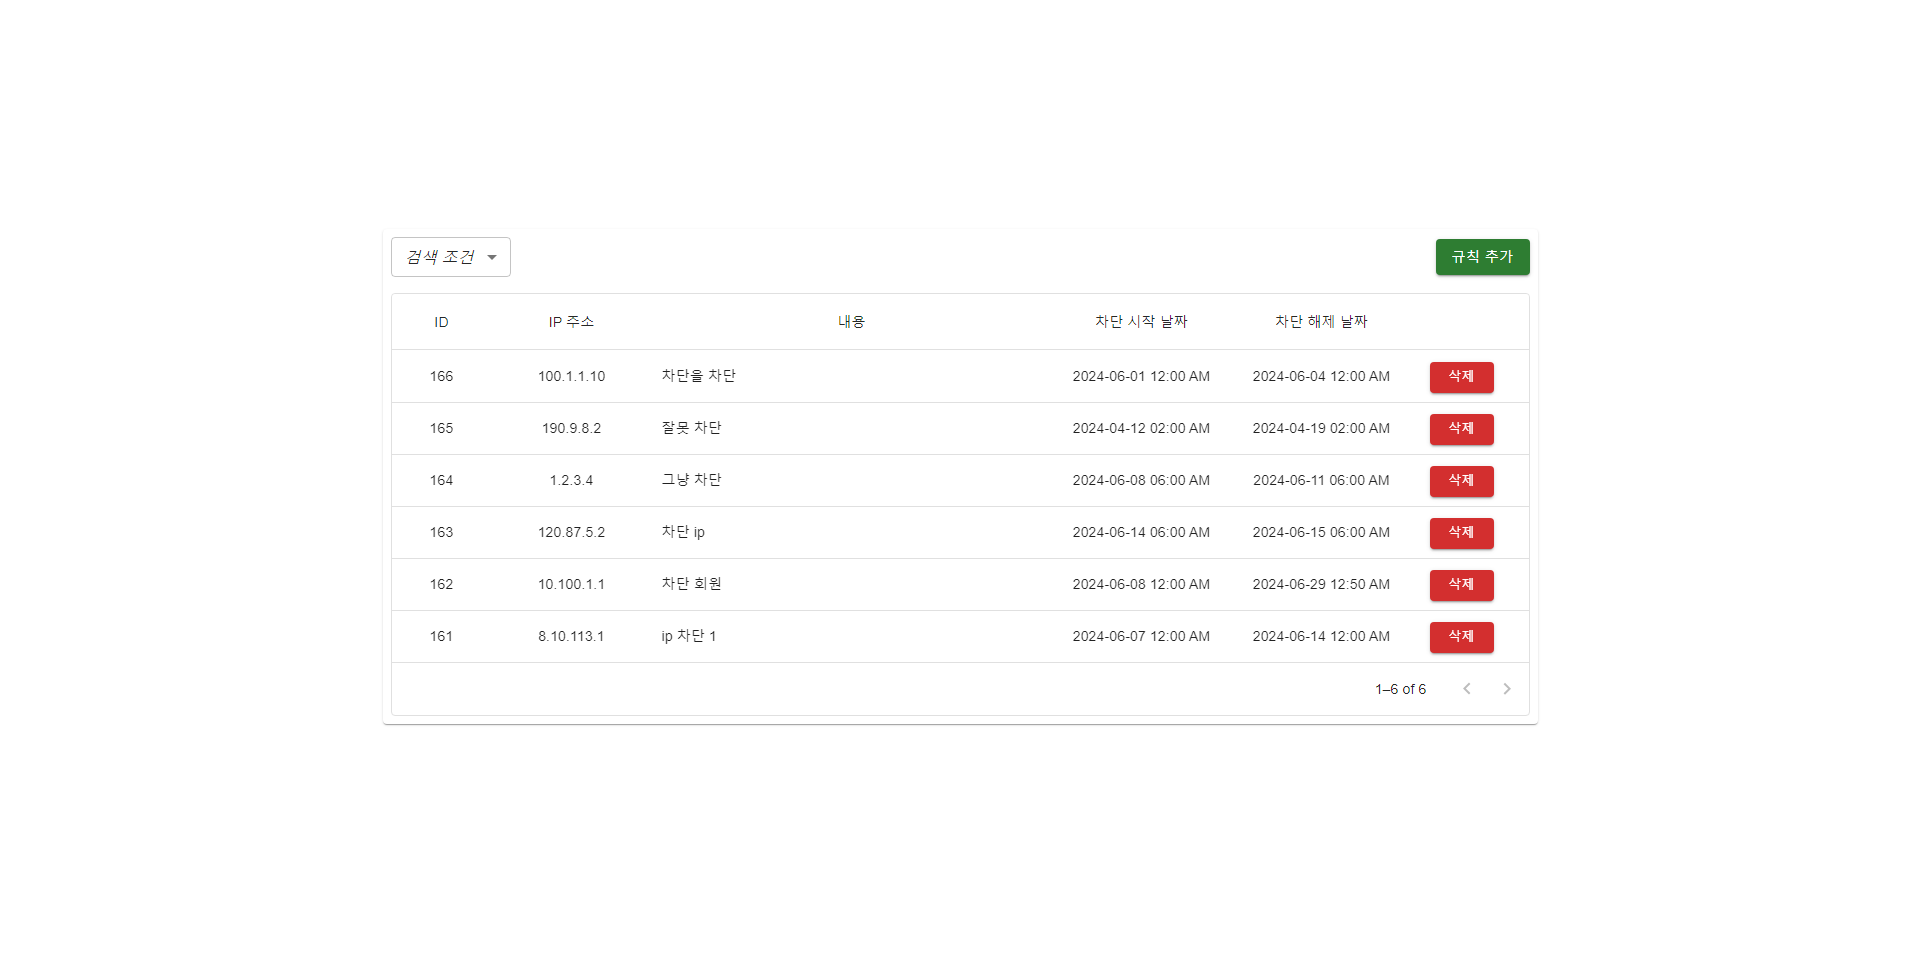 검색 조건
규칙 추가
ID IP 주소 내용 차단 시작 날짜 차단 해제 날짜
166 100.1.1.10 차단을 차단 2024-06-01 12:00 AM 2024-06-04 12:00 AM 삭제
165 190.9.8.2 잘못 차단 2024-04-12 02:00 AM 2024-04-19 02:00 AM 삭제
164 1.2.3.4 그냥 차단 2024-06-08 06:00 AM 2024-06-11 06:00 AM 삭제
163 120.87.5.2 차단 ip 2024-06-14 06:00 AM 2024-06-15 06:00 AM 삭제
162 10.100.1.1 차단 회원 2024-06-08 12:00 AM 2024-06-29 12:50 AM 삭제
161 8.10.113.1 ip 차단 1 2024-06-07 12:00 AM 2024-06-14 12:00 AM 삭제
1–6 of 6